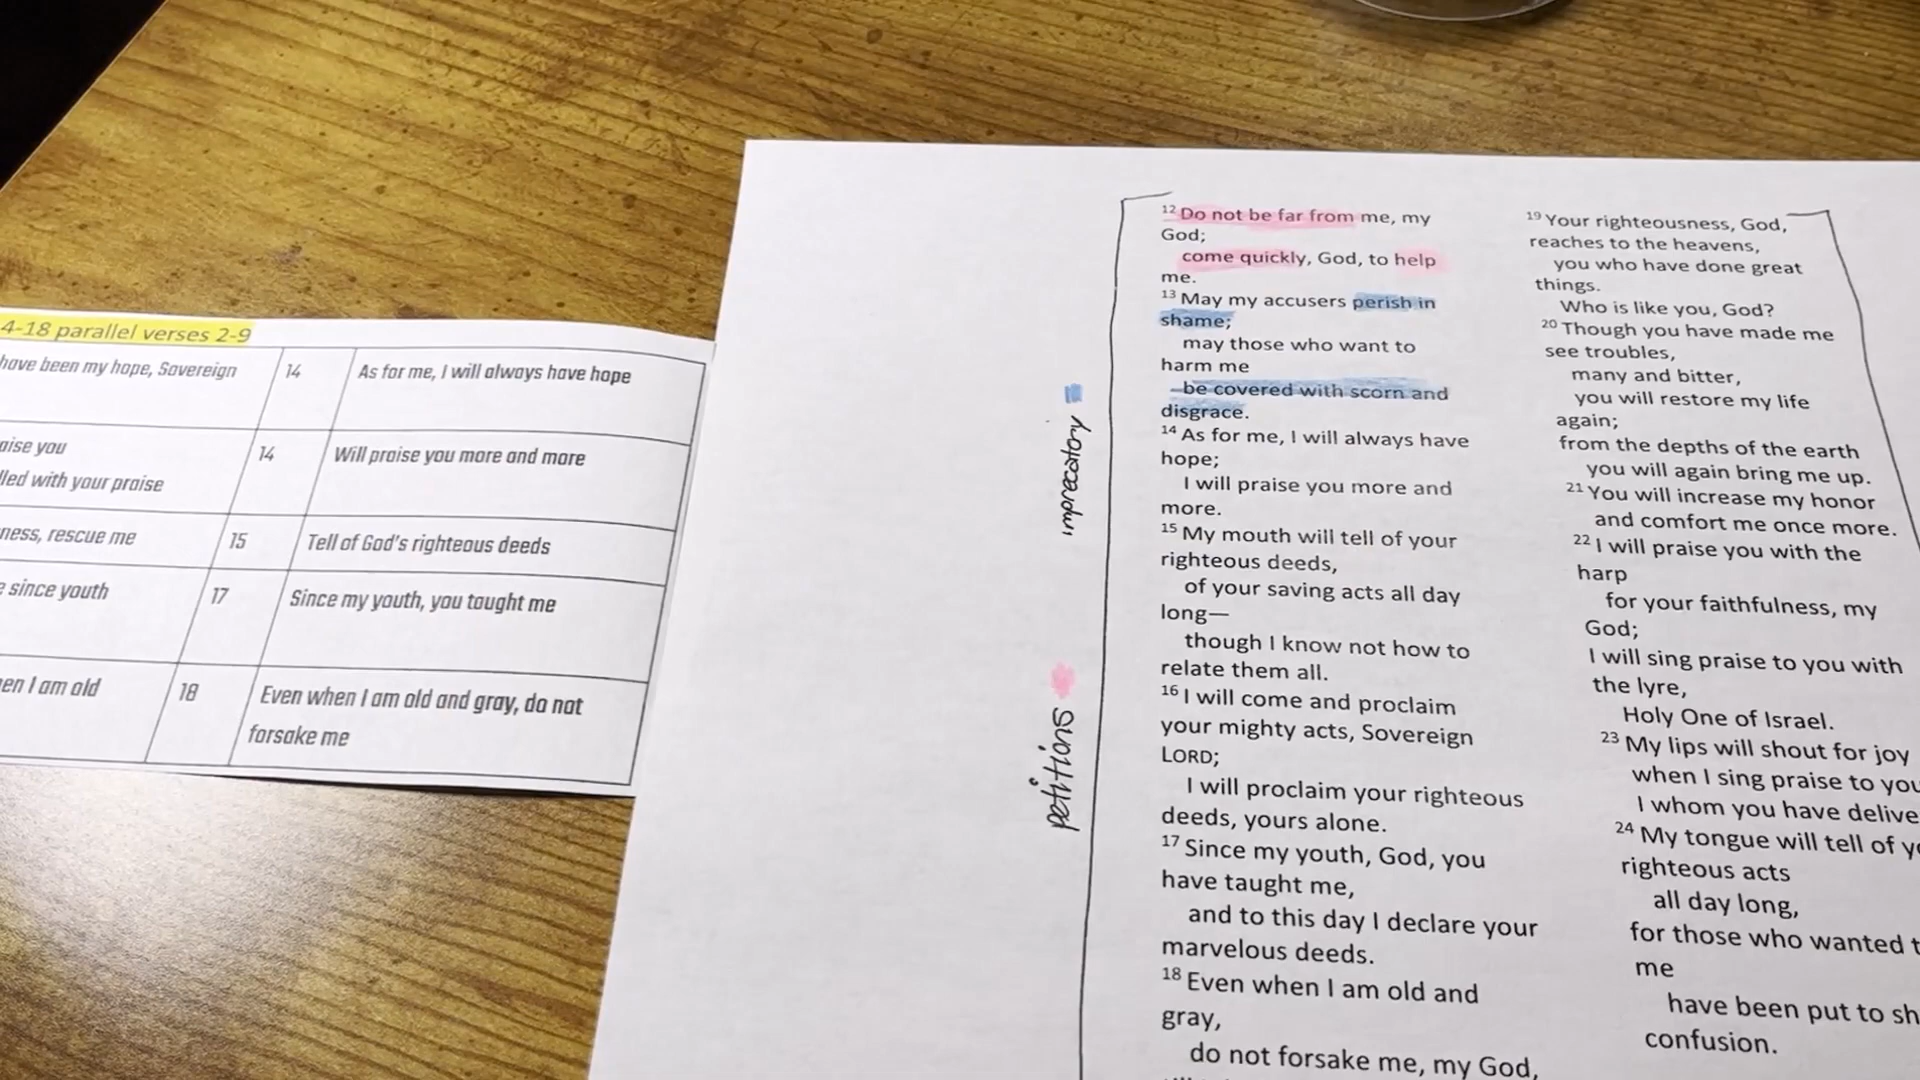 4-18 parallel verses 2-9
have been my hope, Sovereign 14 As for me, I will always have hope
aise you 14 Will praise you more and more
lled with your praise
ness, rescue me 15 Tell of God's righteous deeds
e since youth 17 Since my youth, you taught me
en I am old 18 Even when I am old and gray, do not
forsake me
imprecatory
petitions
12 Do not be far from me, my
God;
come quickly, God, to help
me.
13 May my accusers perish in
shame;
may those who want to
harm me
be covered with scorn and
disgrace.
14 As for me, I will always have
hope;
I will praise you more and
more.
15 My mouth will tell of your
righteous deeds,
of your saving acts all day
long—
though I know not how to
relate them all.
16 I will come and proclaim
your mighty acts, Sovereign
LORD;
I will proclaim your righteous
deeds, yours alone.
17 Since my youth, God, you
have taught me,
and to this day I declare your
marvelous deeds.
18 Even when I am old and
gray,
do not forsake me, my God,
19 Your righteousness, God,
reaches to the heavens,
you who have done great
things.
Who is like you, God?
20 Though you have made me
see troubles,
many and bitter,
you will restore my life
again;
from the depths of the earth
you will again bring me up.
21 You will increase my honor
and comfort me once more.
22 I will praise you with the
harp
for your faithfulness, my
God;
I will sing praise to you with
the lyre,
Holy One of Israel.
23 My lips will shout for joy
when I sing praise to you
I whom you have delive
24 My tongue will tell of yo
righteous acts
all day long,
for those who wanted t
me
have been put to sh
confusion.